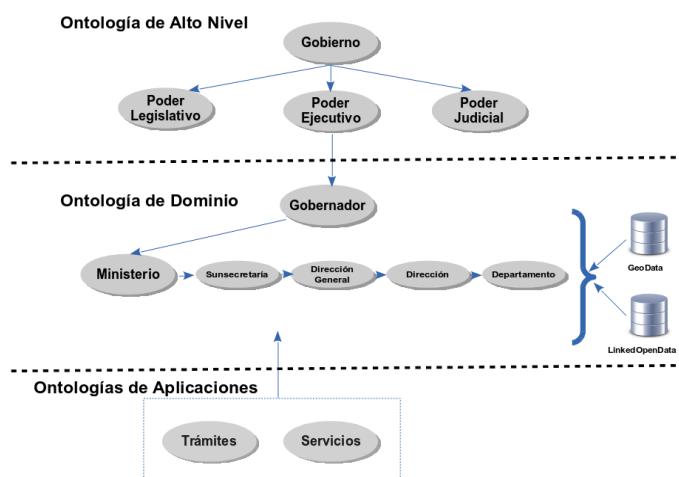 Ontología de Alto Nivel
Gobierno
Poder
Legislativo
Poder
Ejecutivo
Poder
Judicial
Ontología de Dominio
Gobernador
Ministerio
Sunsecretaría
Dirección
General
Dirección
Departamento
GeoData
LinkedOpenData
Ontologías de Aplicaciones
Trámites
Servicios